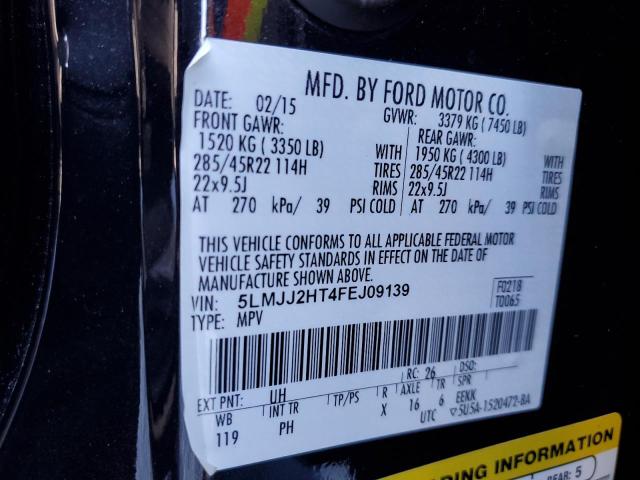 MFD. BY FORD MOTOR CO.
DATE: 02/15 GVWR: 3379 KG ( 7450 LB)
FRONT GAWR: REAR GAWR:
1520 KG ( 3350 LB) 1950 KG ( 4300 LB)
285/45R22 114H WITH TIRES 285/45R22 114H WITH TIRES
22x9.5J RIMS 22x9.5J RIMS
AT 270 kPa/ 39 PSI COLD AT 270 kPa/ 39 PSI COLD
THIS VEHICLE CONFORMS TO ALL APPLICABLE FEDERAL MOTOR
VEHICLE SAFETY STANDARDS IN EFFECT ON THE DATE OF
MANUFACTURE SHOWN ABOVE.
VIN: 5LMJJ2HT4FEJ09139 F0218
TYPE: MPV T0065
EXT PNT: UH RC: 26 DSO:
WB INT TR TP/PS R AXLE TR SPR
119 PH X 16 6 EENK
UTC ▽5U5A-1520472-BA
DING INFORMATION
REAR: 5